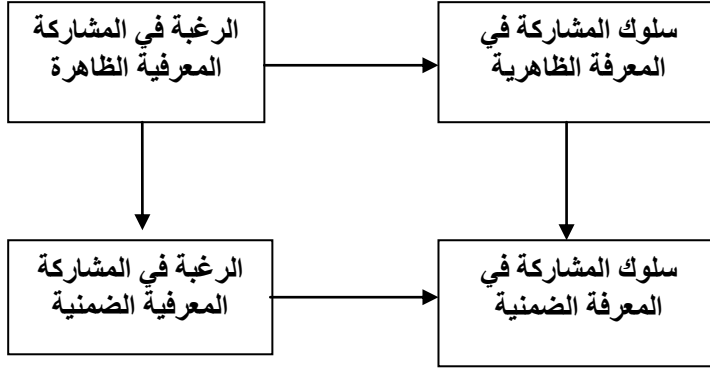 الرغبة في المشاركة
المعرفية الظاهرة
سلوك المشاركة في
المعرفة الظاهرية
الرغبة في المشاركة
المعرفية الضمنية
سلوك المشاركة في
المعرفة الضمنية